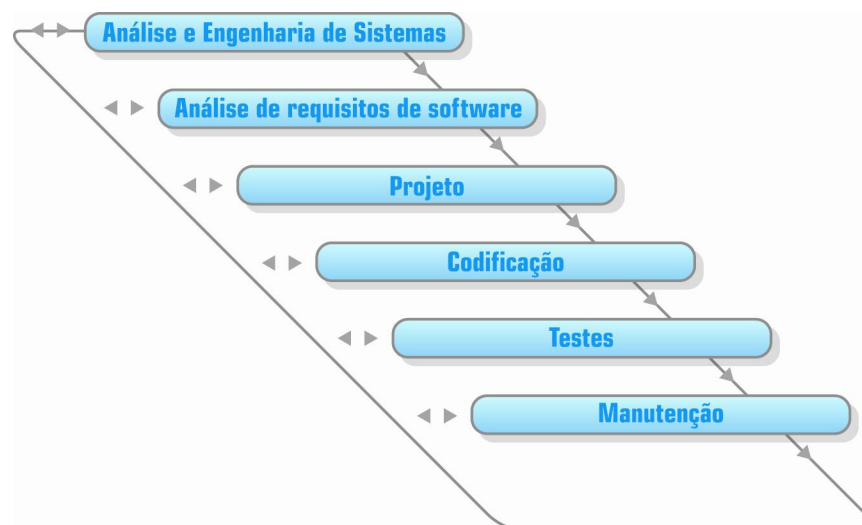 Análise e Engenharia de Sistemas
Análise de requisitos de software
Projeto
Codificação
Testes
Manutenção